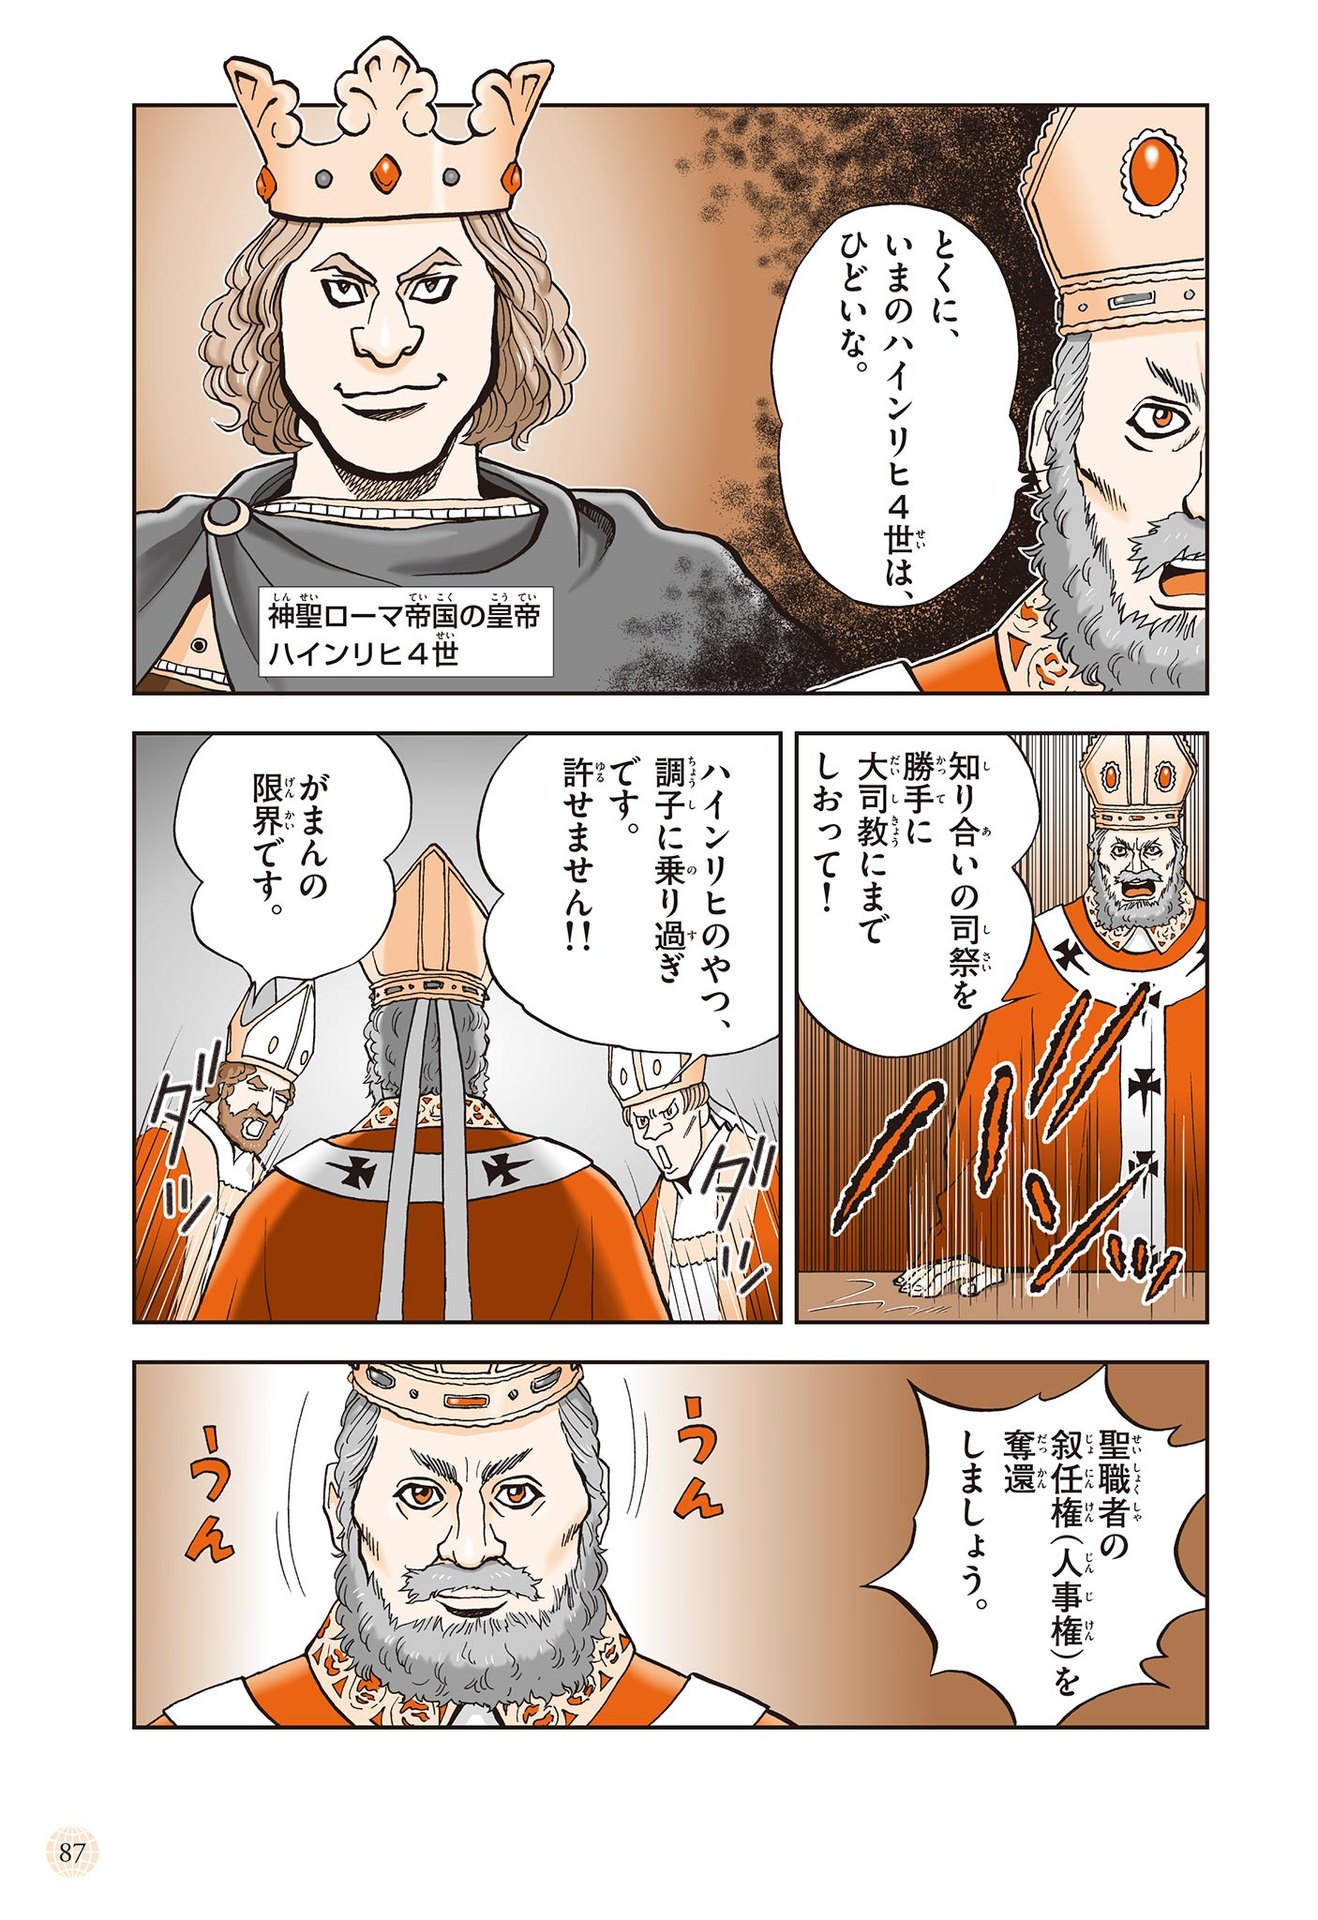 とくに、
いまのハインリヒ4世は、
ひどいな。
神聖ローマ帝国の皇帝
ハインリヒ4世
知り合いの司祭を
勝手に
大司教にまで
しおって！
バンッ
ハインリヒのやつ、
調子に乗り過ぎ
です。
許せません!!
がまんの
限界です。
ダッ
ダッ
聖職者の
叙任権（人事権）を
奪還
しましょう。
うん
うん
87